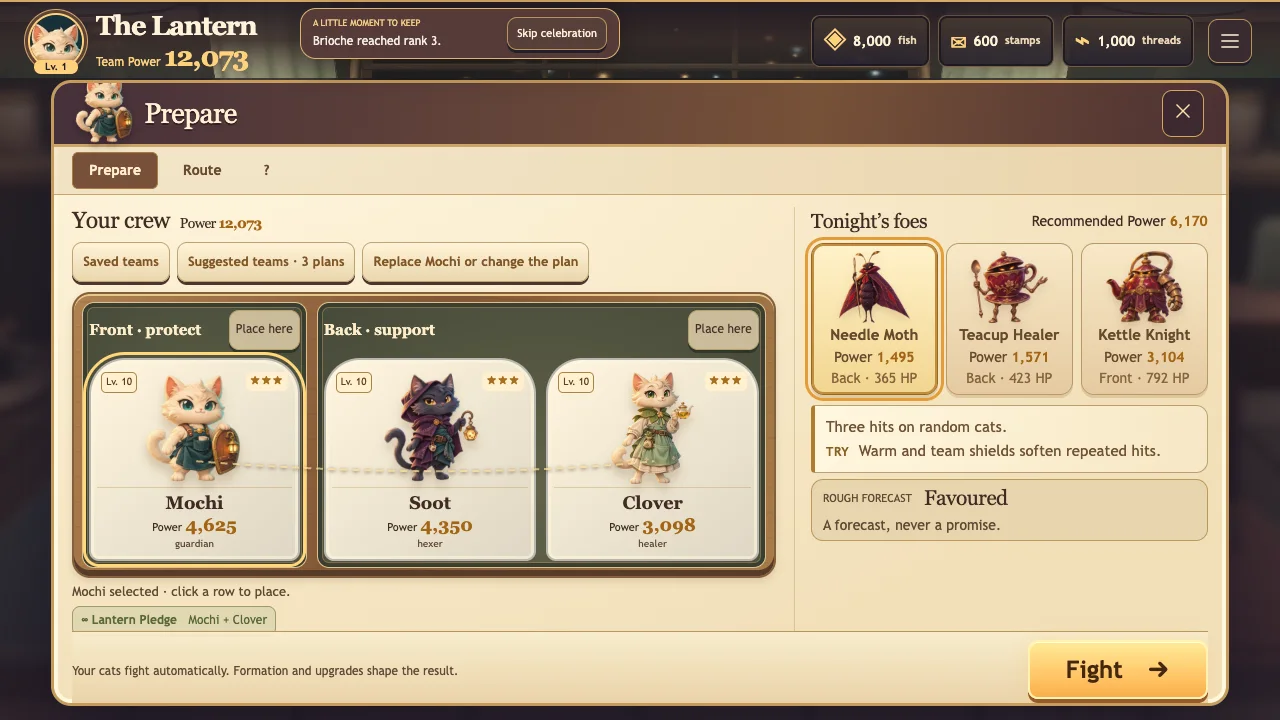 The Lantern
Lv. 1
Team Power 12,073
A LITTLE MOMENT TO KEEP
Brioche reached rank 3.
Skip celebration
8,000 fish
600 stamps
1,000 threads
Prepare
Prepare
Route
?
Your crew Power 12,073
Saved teams
Suggested teams · 3 plans
Replace Mochi or change the plan
Front · protect
Place here
Back · support
Place here
Lv. 10
Mochi
Power 4,625
guardian
Lv. 10
Soot
Power 4,350
hexer
Lv. 10
Clover
Power 3,098
healer
Mochi selected · click a row to place.
∞ Lantern Pledge Mochi + Clover
Tonight's foes
Recommended Power 6,170
Needle Moth
Power 1,495
Back · 365 HP
Teacup Healer
Power 1,571
Back · 423 HP
Kettle Knight
Power 3,104
Front · 792 HP
Three hits on random cats.
TRY Warm and team shields soften repeated hits.
ROUGH FORECAST Favoured
A forecast, never a promise.
Your cats fight automatically. Formation and upgrades shape the result.
Fight →